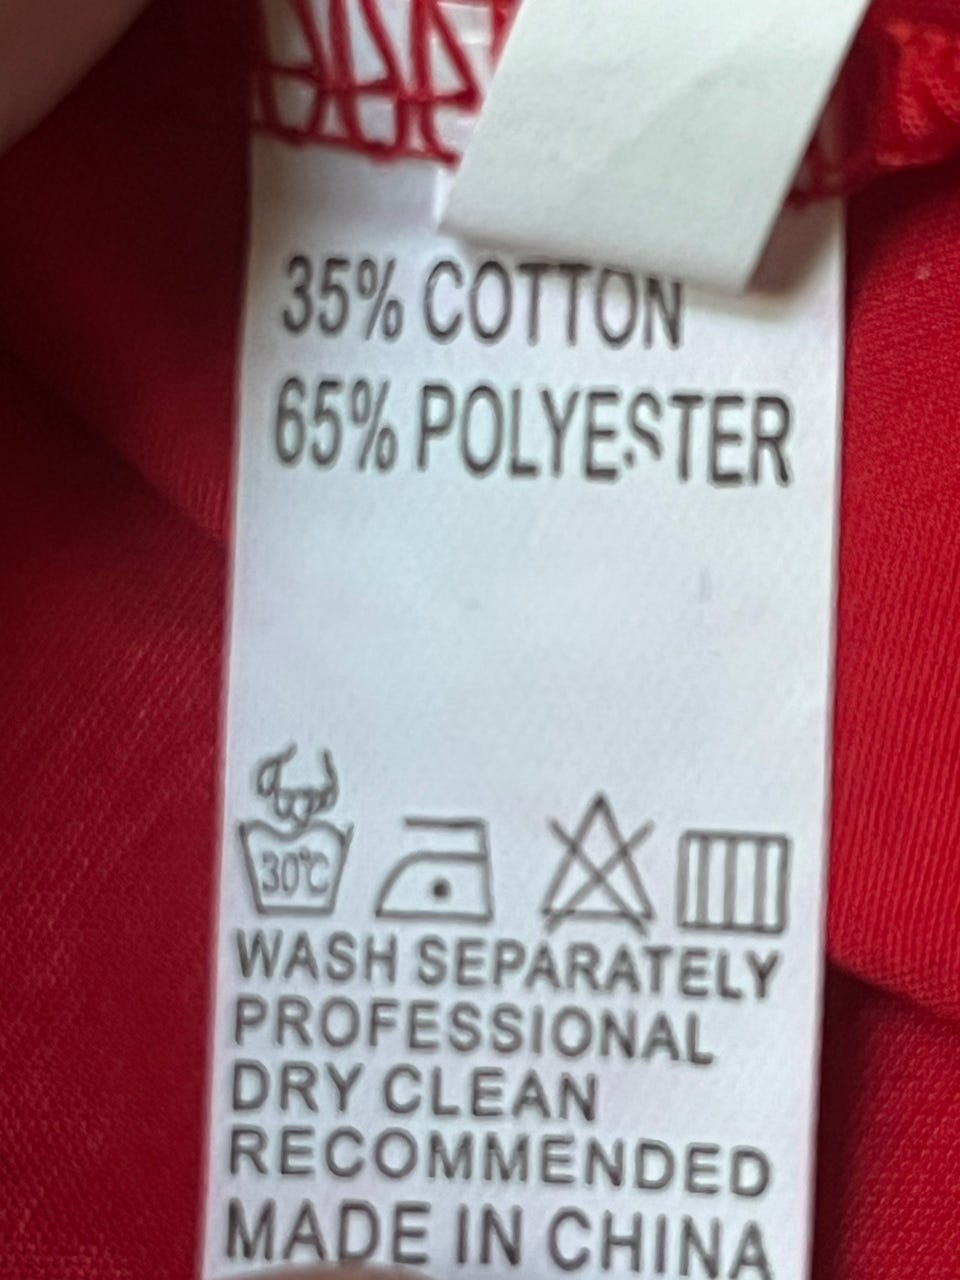 35% COTTON
65% POLYESTER
30°C
WASH SEPARATELY
PROFESSIONAL
DRY CLEAN
RECOMMENDED
MADE IN CHINA